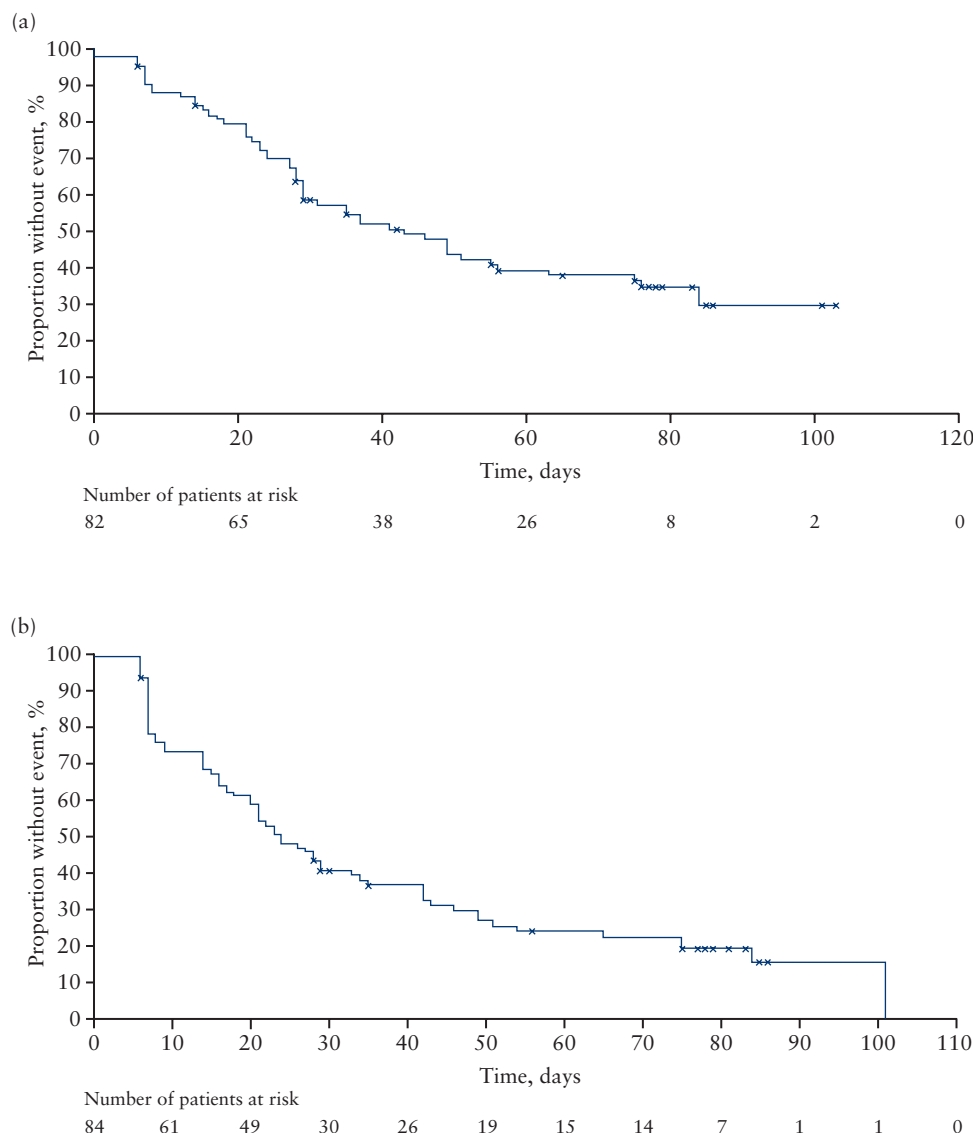 (a)
100
90
80
70
60
50
40
30
20
10
0
Proportion without event, %
0 20 40 60 80 100 120
Time, days
Number of patients at risk
82 65 38 26 8 2 0
(b)
100
90
80
70
60
50
40
30
20
10
0
Proportion without event, %
0 10 20 30 40 50 60 70 80 90 100 110
Time, days
Number of patients at risk
84 61 49 30 26 19 15 14 7 1 1 0